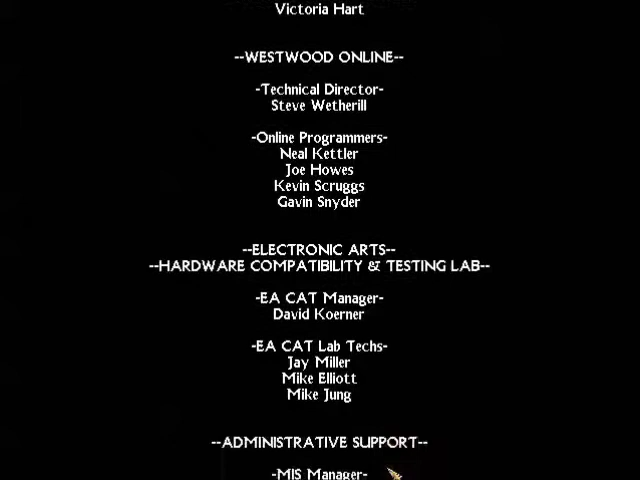 Victoria Hart
--WESTWOOD ONLINE--
-Technical Director-
Steve Wetherill
-Online Programmers-
Neal Kettler
Joe Howes
Kevin Scruggs
Gavin Snyder
--ELECTRONIC ARTS--
--HARDWARE COMPATIBILITY & TESTING LAB--
-EA CAT Manager-
David Koerner
-EA CAT Lab Techs-
Jay Miller
Mike Elliott
Mike Jung
--ADMINISTRATIVE SUPPORT--
-MIS Manager-